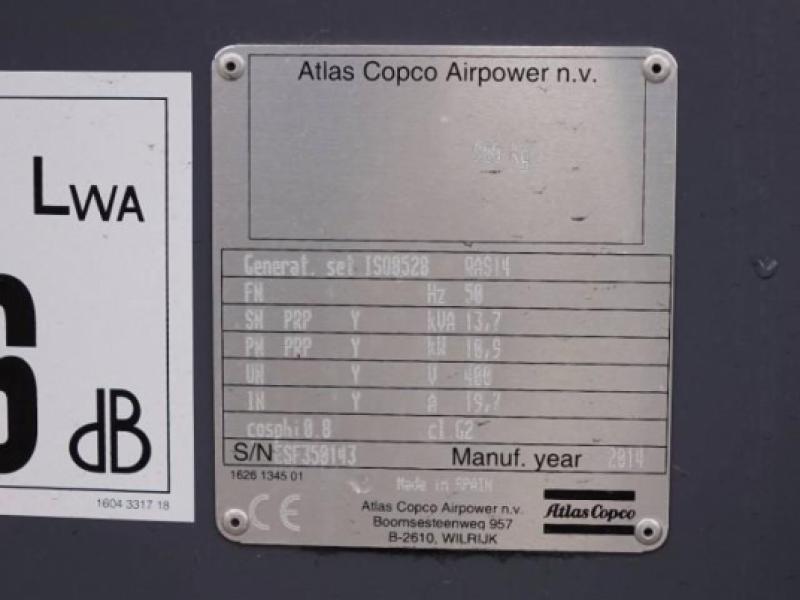 LWA
6
dB
1604 3317 18
Atlas Copco Airpower n.v.
kg
Generat. set ISO8528 QAS14
FN Hz 50
SN PRP Y kVA 13,7
PN PRP Y kW 10,9
UN Y V 400
IN Y A 19,7
cosphi 0.8 cl G2
S/N ESF350143 Manuf. year 2014
1626 1345 01
Made in SPAIN
CE
Atlas Copco Airpower n.v.
Boomsesteenweg 957
B-2610, WILRIJK
Atlas Copco